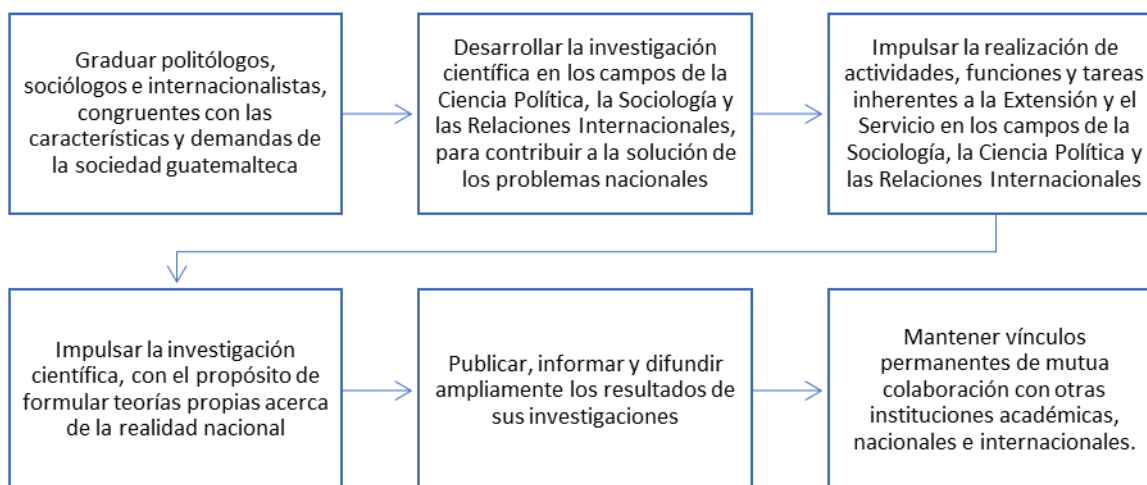 Graduar politólogos,
sociólogos e internacionalistas,
congruentes con las
características y demandas de
la sociedad guatemalteca
Desarrollar la investigación
científica en los campos de la
Ciencia Política, la Sociología y
las Relaciones Internacionales,
para contribuir a la solución de
los problemas nacionales
Impulsar la realización de
actividades, funciones y tareas
inherentes a la Extensión y el
Servicio en los campos de la
Sociología, la Ciencia Política y
las Relaciones Internacionales
Impulsar la investigación
científica, con el propósito de
formular teorías propias acerca
de la realidad nacional
Publicar, informar y difundir
ampliamente los resultados de
sus investigaciones
Mantener vínculos
permanentes de mutua
colaboración con otras
instituciones académicas,
nacionales e internacionales.